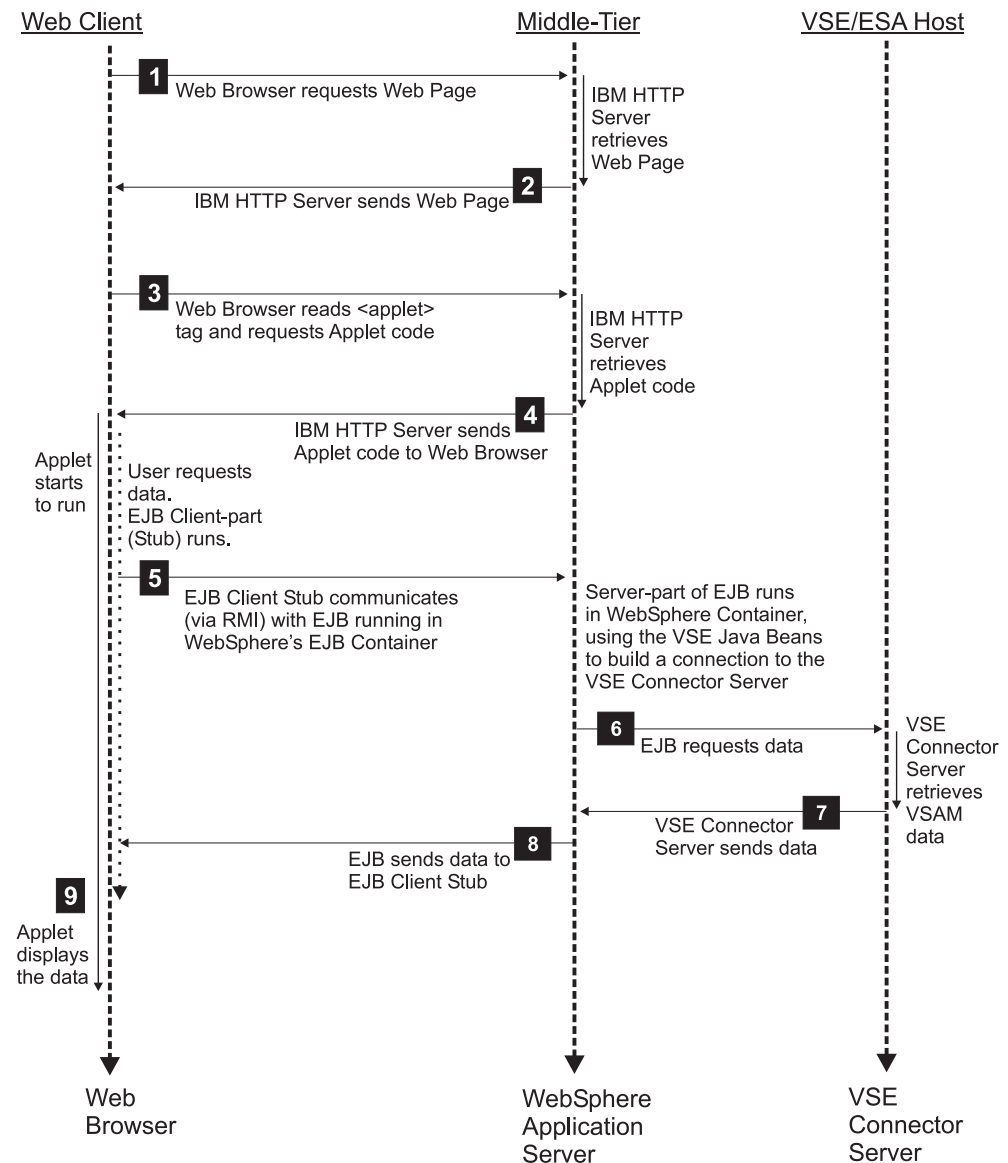 Web Client
Middle-Tier
VSE/ESA Host
1
Web Browser requests Web Page
IBM HTTP
Server
retrieves
Web Page
2
IBM HTTP Server sends Web Page
3
Web Browser reads <applet>
tag and requests Applet code
IBM HTTP
Server
retrieves
Applet code
4
IBM HTTP Server sends
Applet code to Web Browser
Applet
starts
to run
User requests
data.
EJB Client-part
(Stub) runs.
5
EJB Client Stub communicates
(via RMI) with EJB running in
WebSphere's EJB Container
Server-part of EJB runs
in WebSphere Container,
using the VSE Java Beans
to build a connection to the
VSE Connector Server
6
EJB requests data
VSE
Connector
Server
retrieves
VSAM
data
7
VSE Connector
Server sends data
8
EJB sends data to
EJB Client Stub
9
Applet
displays
the data
Web
Browser
WebSphere
Application
Server
VSE
Connector
Server